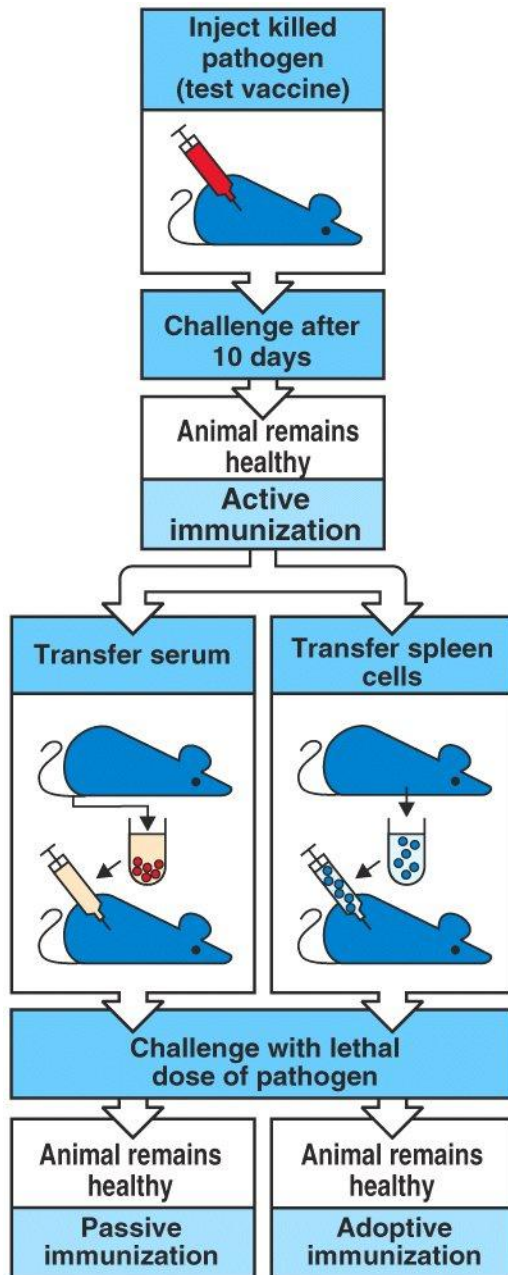 Inject killed
pathogen
(test vaccine)
Challenge after
10 days
Animal remains
healthy
Active
immunization
Transfer serum
Transfer spleen
cells
Challenge with lethal
dose of pathogen
Animal remains
healthy
Passive
immunization
Animal remains
healthy
Adoptive
immunization